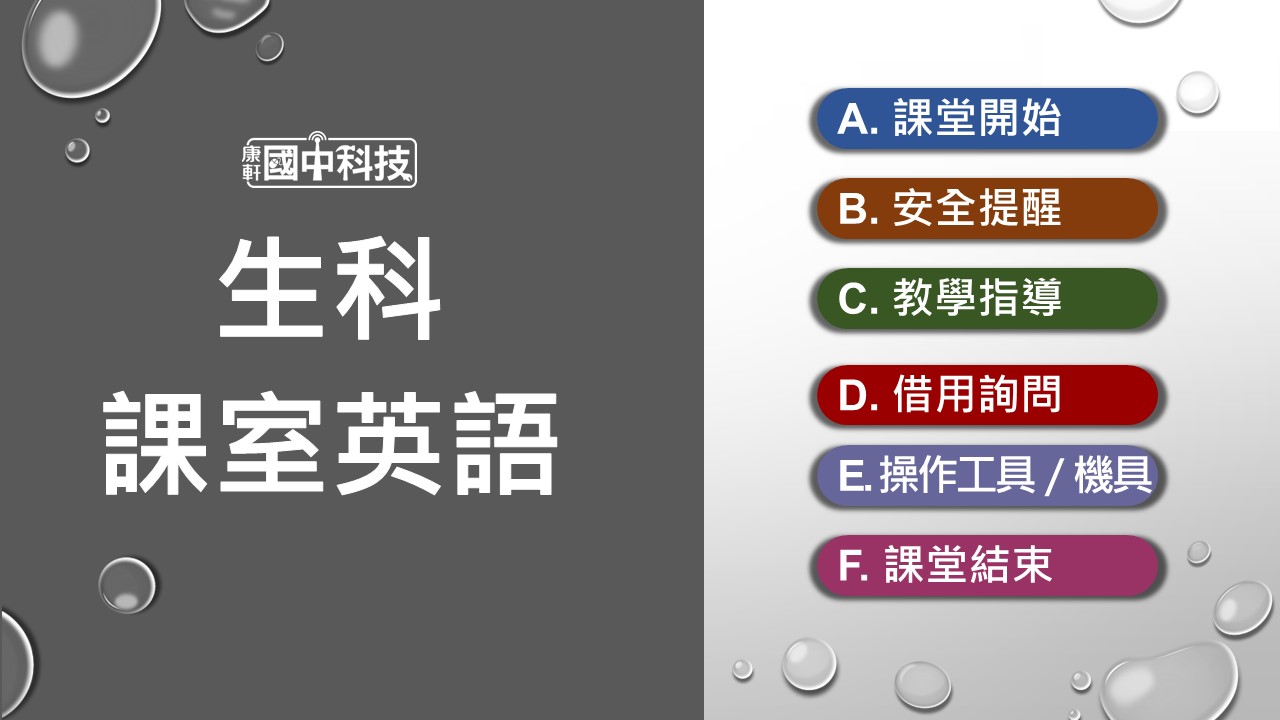 康軒國中科技
生科
課室英語
A. 課堂開始
B. 安全提醒
C. 教學指導
D. 借用詢問
E. 操作工具 / 機具
F. 課堂結束